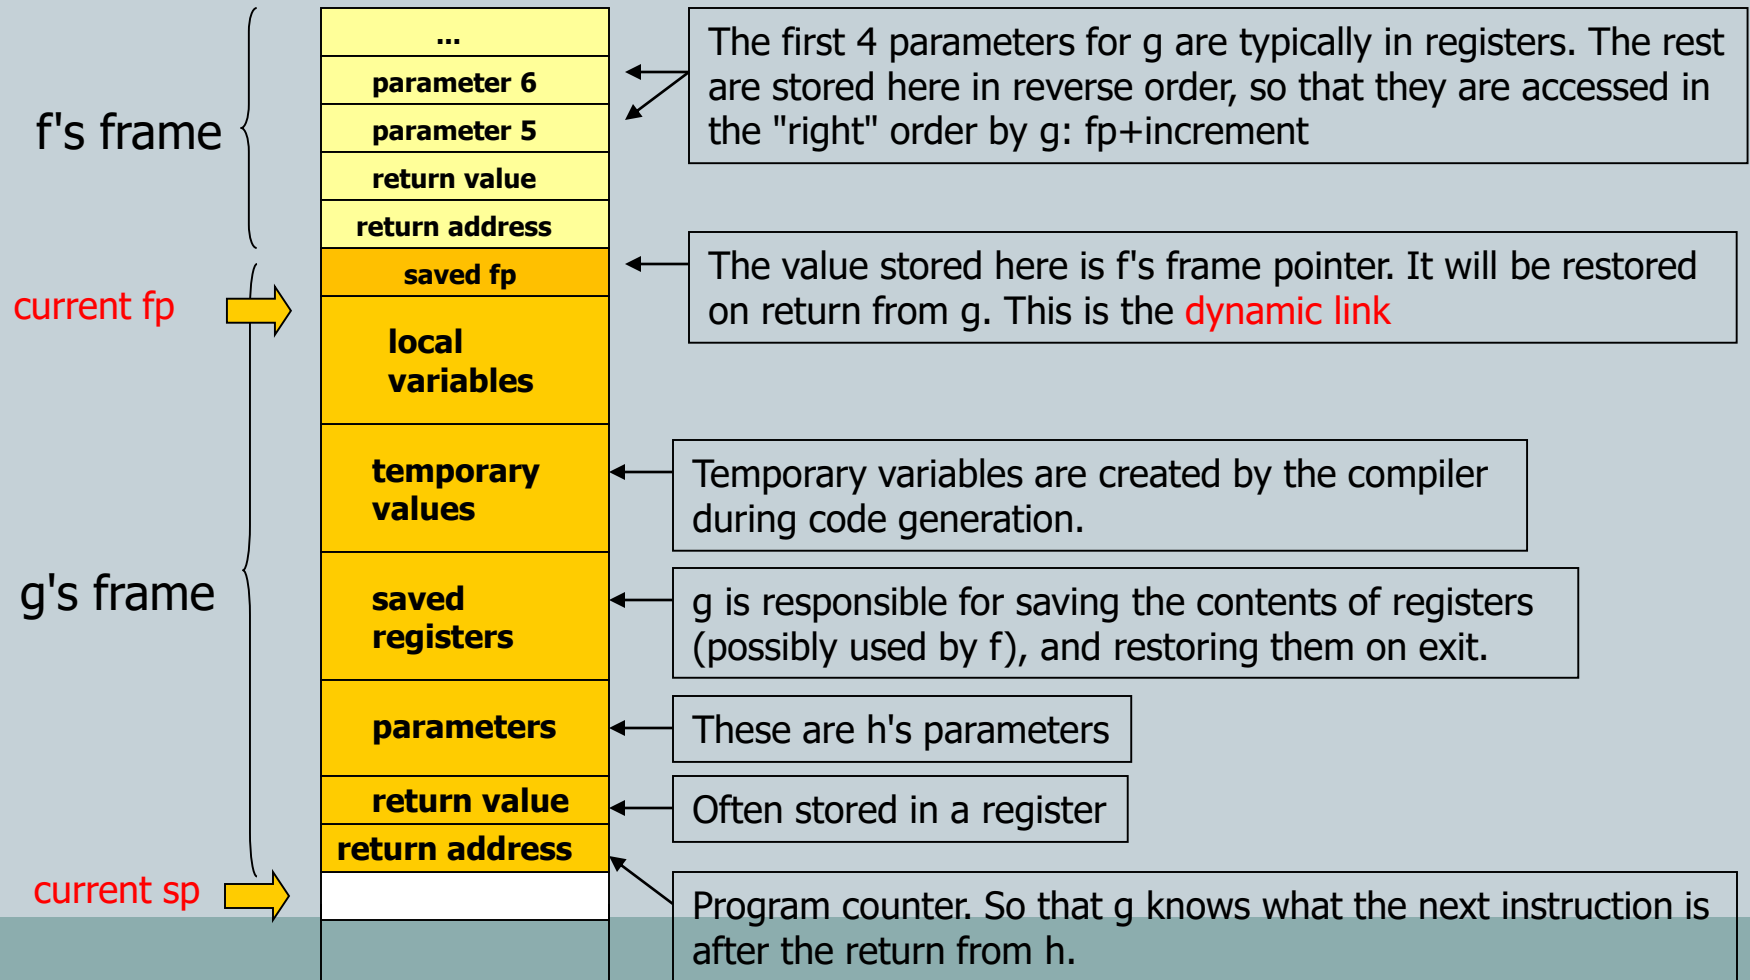 ...
parameter 6
parameter 5
return value
return address
saved fp
local
variables
temporary
values
saved
registers
parameters
return value
return address
f's frame
current fp
g's frame
current sp
The first 4 parameters for g are typically in registers. The rest
are stored here in reverse order, so that they are accessed in
the "right" order by g: fp+increment
The value stored here is f's frame pointer. It will be restored
on return from g. This is the dynamic link
Temporary variables are created by the compiler
during code generation.
g is responsible for saving the contents of registers
(possibly used by f), and restoring them on exit.
These are h's parameters
Often stored in a register
Program counter. So that g knows what the next instruction is
after the return from h.